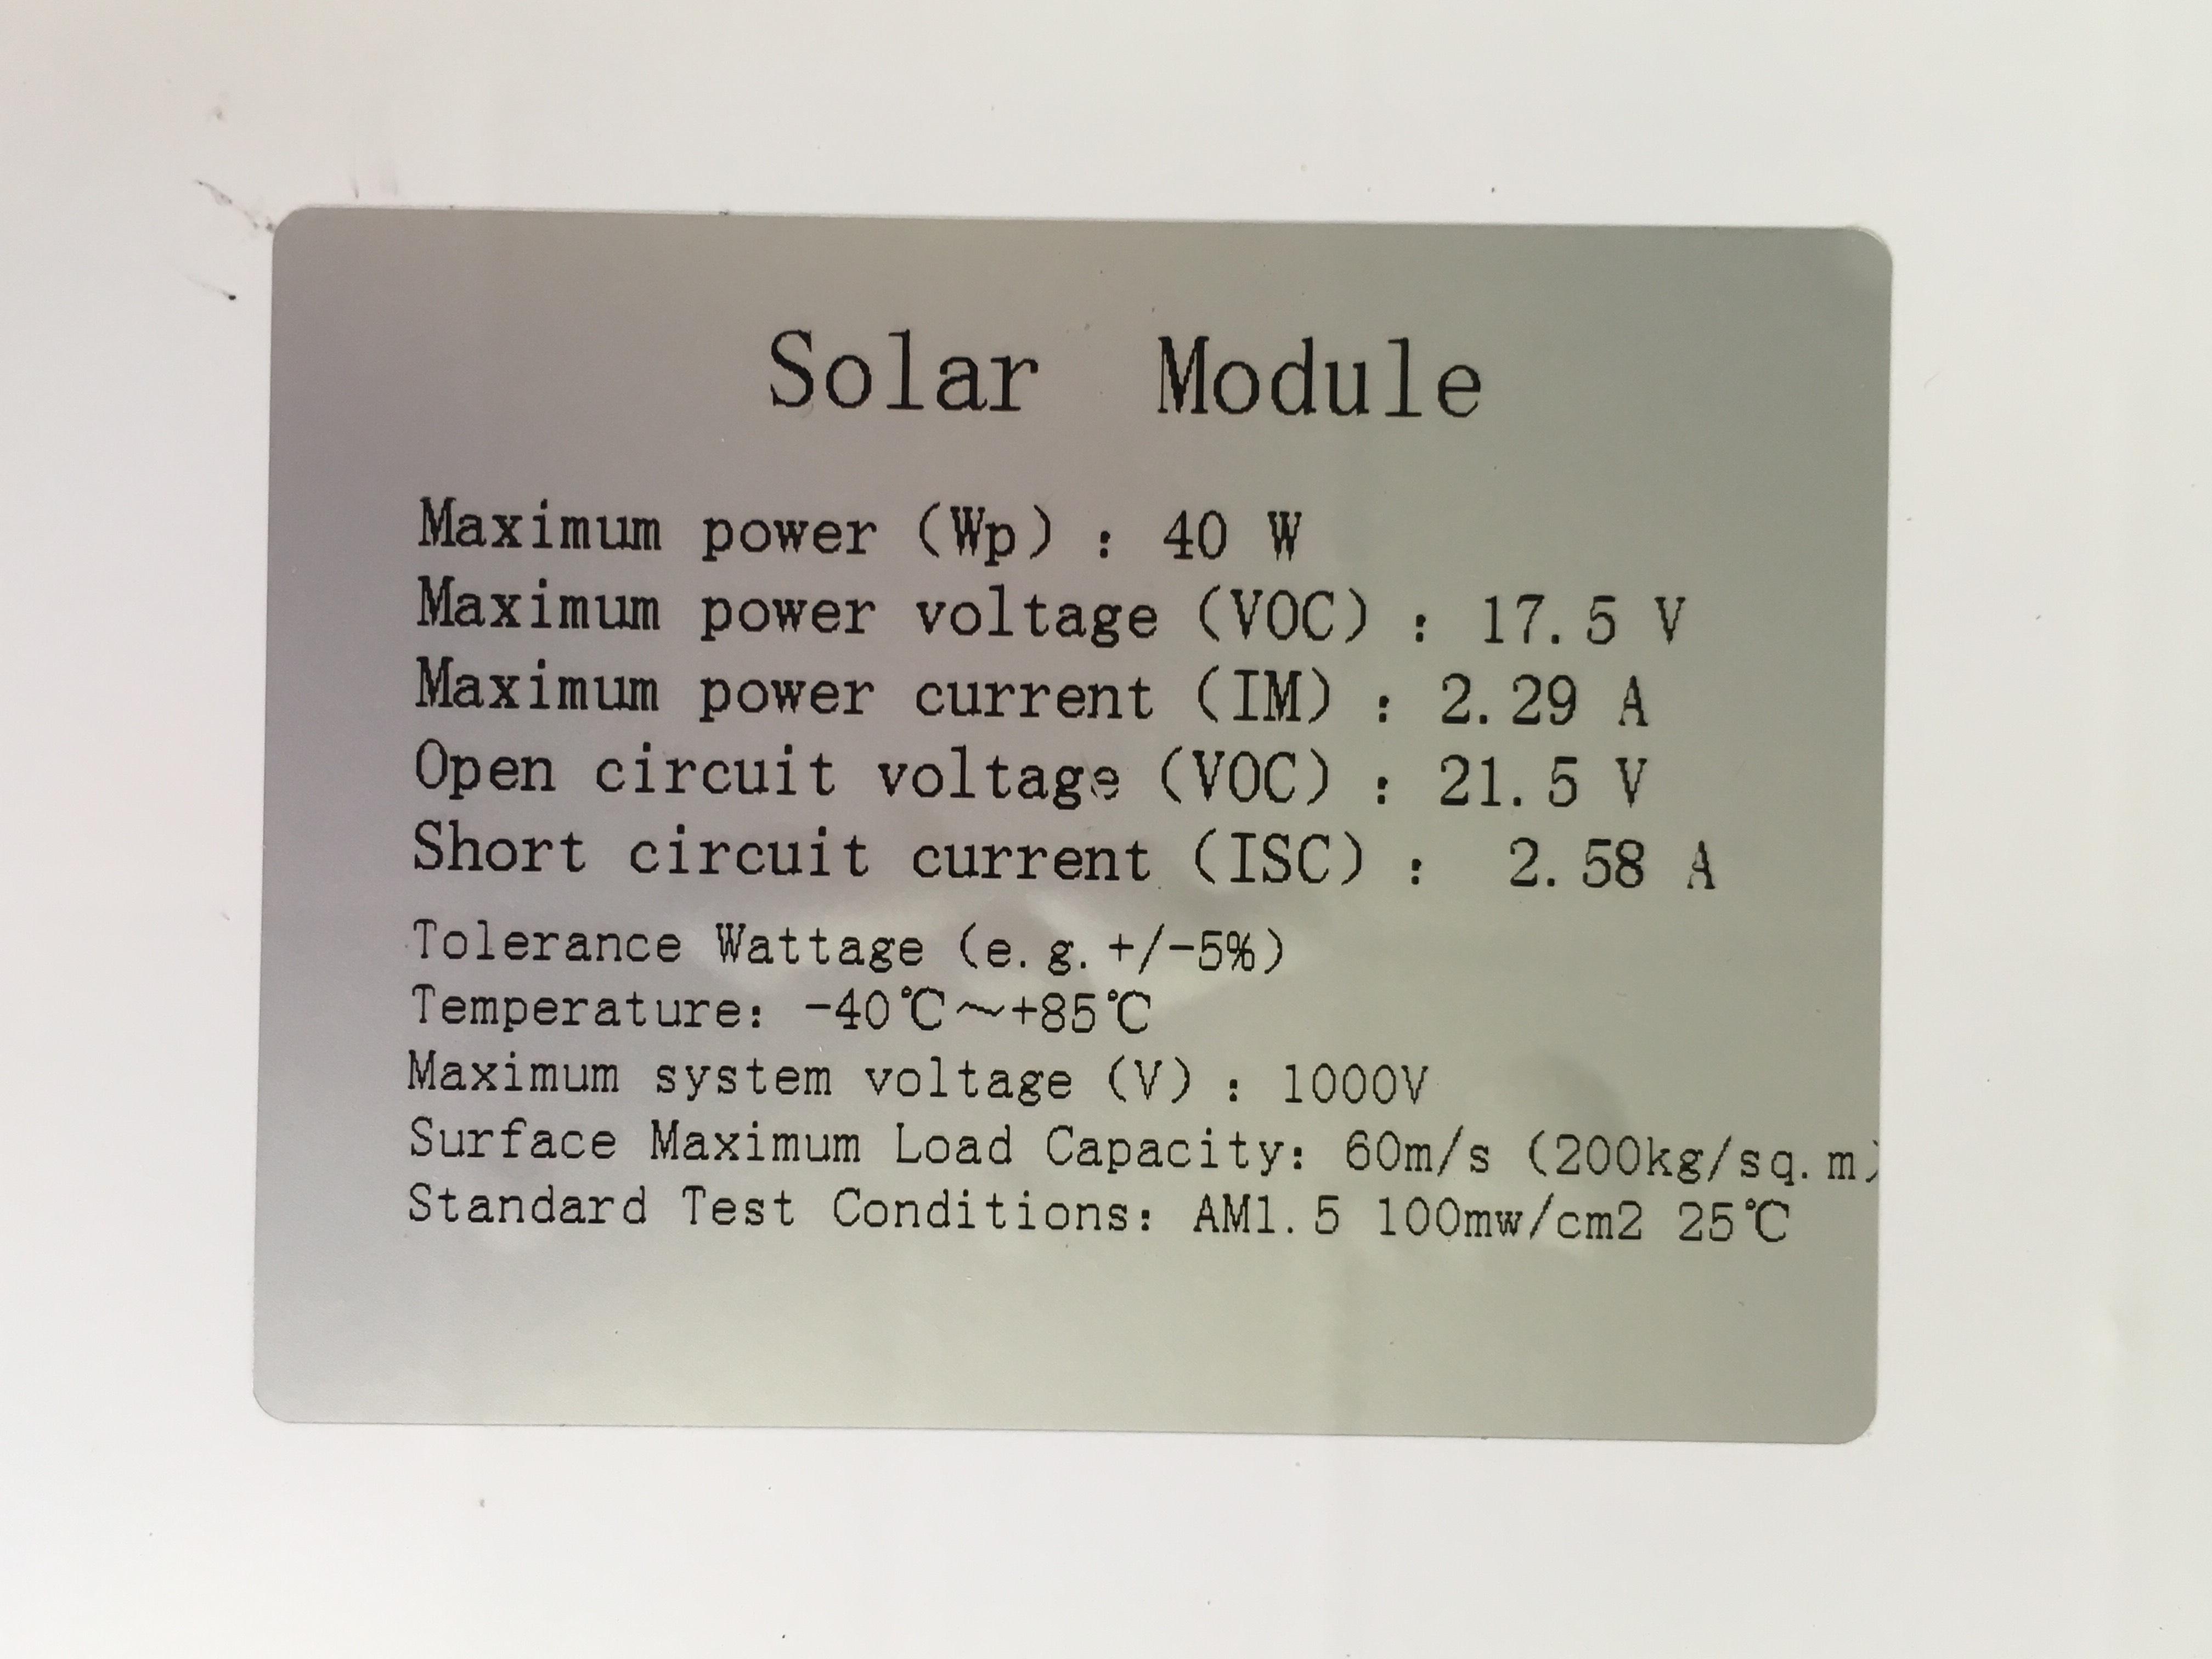 Solar Module
Maximum power (Wp) : 40 W
Maximum power voltage (VOC) : 17.5 V
Maximum power current (IM) : 2.29 A
Open circuit voltage (VOC) : 21.5 V
Short circuit current (ISC) : 2.58 A
Tolerance Wattage (e.g.+/-5%)
Temperature: -40℃~+85℃
Maximum system voltage (V) : 1000V
Surface Maximum Load Capacity: 60m/s (200kg/sq.m)
Standard Test Conditions: AM1.5 100mw/cm2 25℃